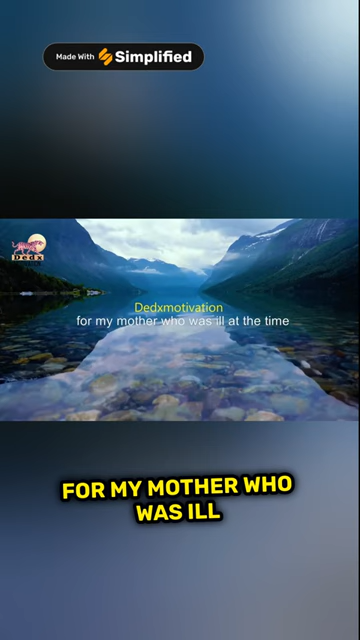 Made With Simplified
Dedx
Dedxmotivation
for my mother who was ill at the time
FOR MY MOTHER WHO
WAS ILL